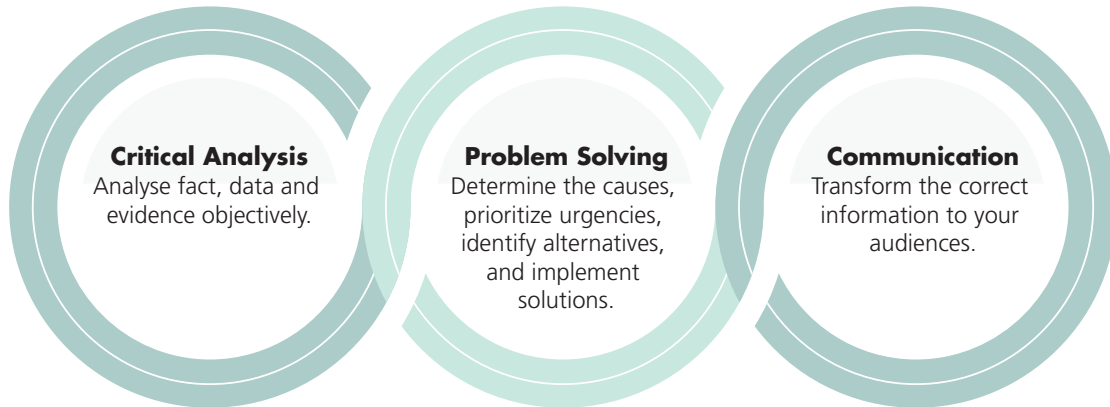 Critical Analysis
Analyse fact, data and
evidence objectively.
Problem Solving
Determine the causes,
prioritize urgencies,
identify alternatives,
and implement
solutions.
Communication
Transform the correct
information to your
audiences.